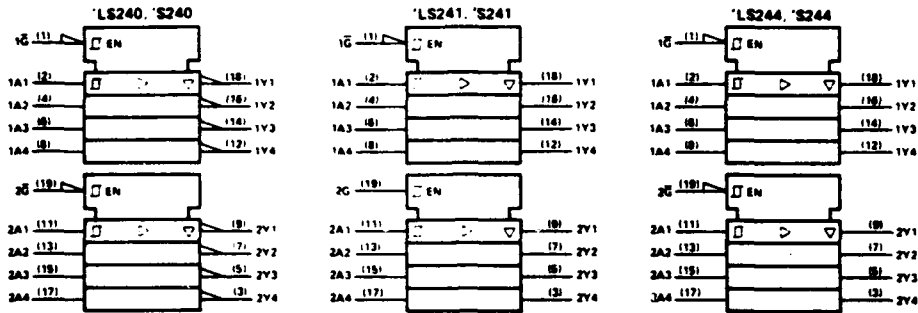 'LS240, 'S240
1G̅ (1) EN
1A1 (2) (18) 1Y1
1A2 (4) (16) 1Y2
1A3 (6) (14) 1Y3
1A4 (8) (12) 1Y4
2G̅ (19) EN
2A1 (11) (9) 2Y1
2A2 (13) (7) 2Y2
2A3 (15) (5) 2Y3
2A4 (17) (3) 2Y4
'LS241, 'S241
1G̅ (1) EN
1A1 (2) (18) 1Y1
1A2 (4) (16) 1Y2
1A3 (6) (14) 1Y3
1A4 (8) (12) 1Y4
2G (19) EN
2A1 (11) (9) 2Y1
2A2 (13) (7) 2Y2
2A3 (15) (5) 2Y3
2A4 (17) (3) 2Y4
'LS244, 'S244
1G̅ (1) EN
1A1 (2) (18) 1Y1
1A2 (4) (16) 1Y2
1A3 (6) (14) 1Y3
1A4 (8) (12) 1Y4
2G̅ (19) EN
2A1 (11) (9) 2Y1
2A2 (13) (7) 2Y2
2A3 (15) (5) 2Y3
2A4 (17) (3) 2Y4